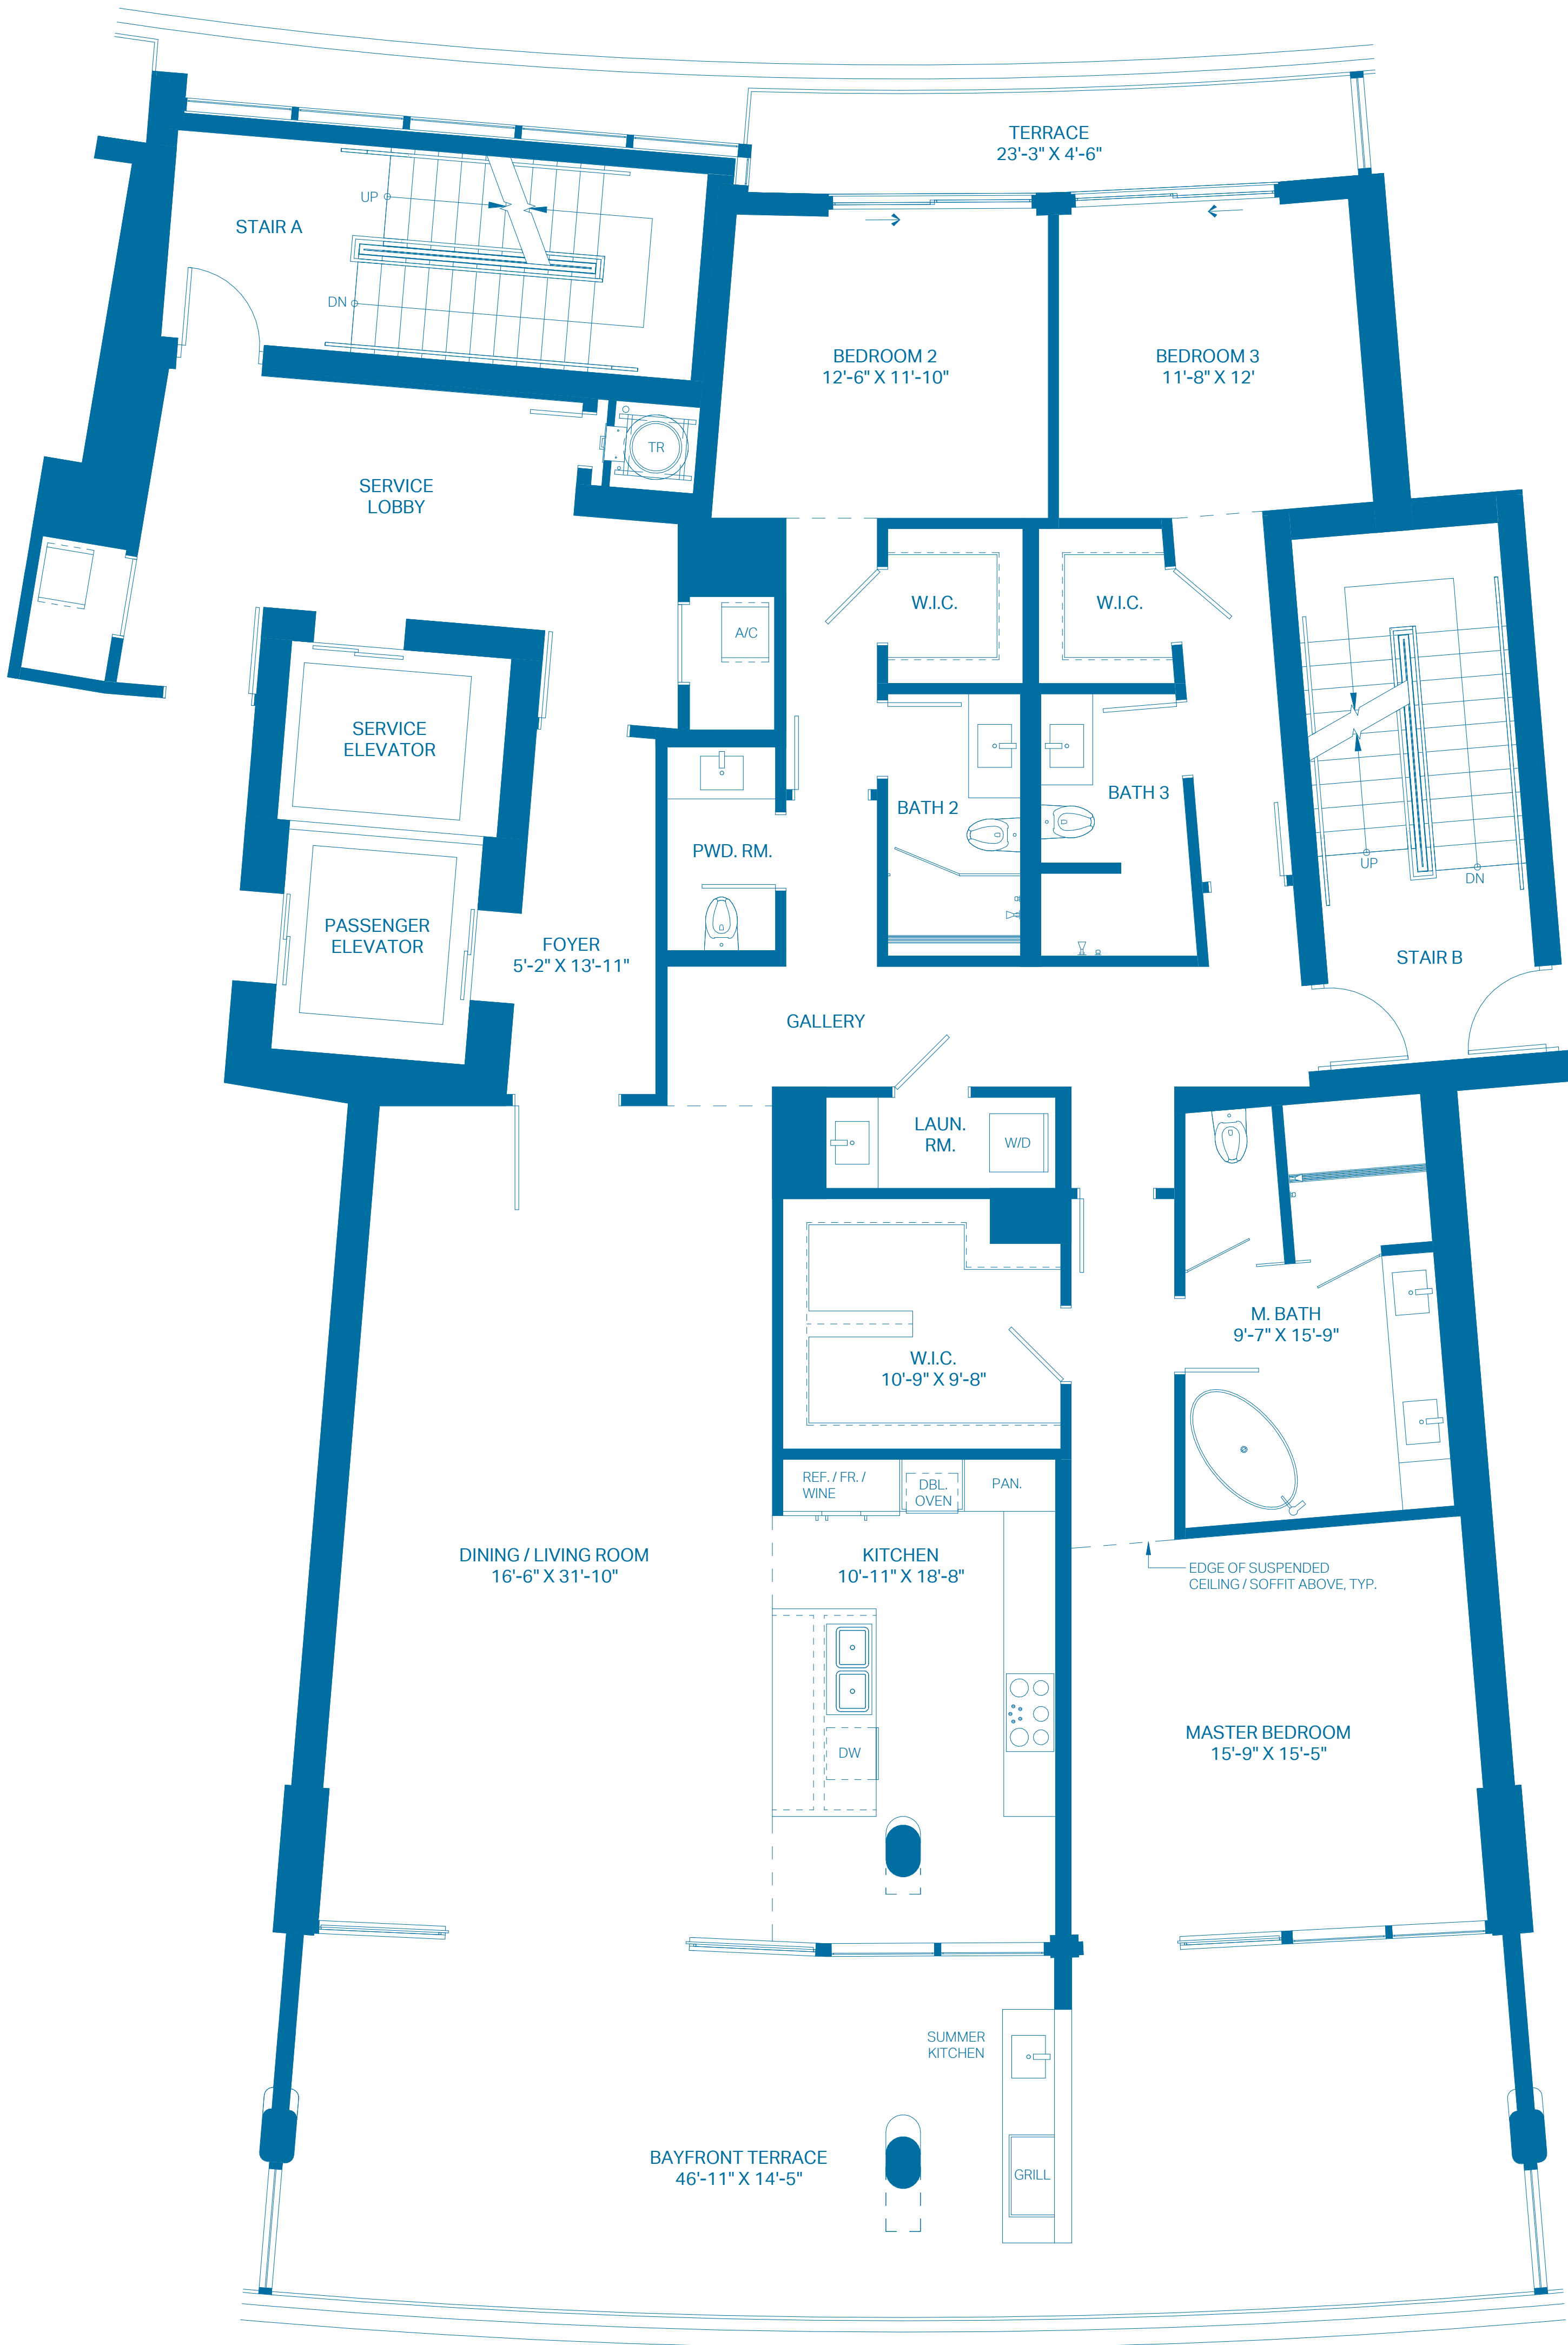 TERRACE
23'-3" X 4'-6"
UP
STAIR A
DN
BEDROOM 2
12'-6" X 11'-10"
BEDROOM 3
11'-8" X 12'
TR
SERVICE
LOBBY
W.I.C.
W.I.C.
A/C
SERVICE
ELEVATOR
BATH 2
BATH 3
PWD. RM.
UP
DN
PASSENGER
ELEVATOR
FOYER
5'-2" X 13'-11"
STAIR B
GALLERY
LAUN.
RM.
W/D
M. BATH
9'-7" X 15'-9"
W.I.C.
10'-9" X 9'-8"
REF. / FR. /
WINE
DBL.
OVEN
PAN.
DINING / LIVING ROOM
16'-6" X 31'-10"
KITCHEN
10'-11" X 18'-8"
EDGE OF SUSPENDED
CEILING / SOFFIT ABOVE, TYP.
DW
MASTER BEDROOM
15'-9" X 15'-5"
SUMMER
KITCHEN
BAYFRONT TERRACE
46'-11" X 14'-5"
GRILL